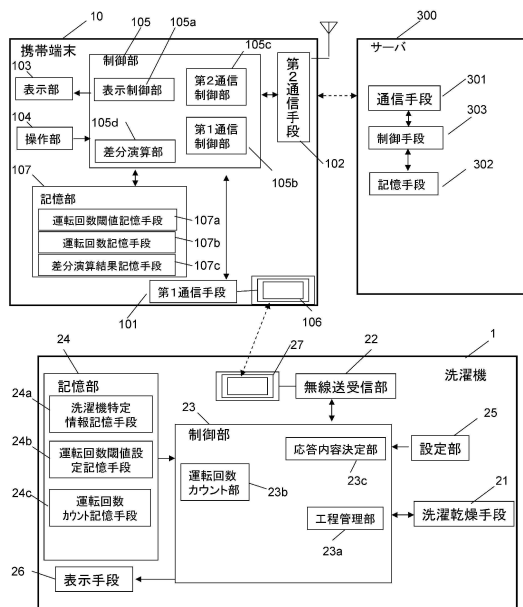 10
携帯端末
105
105a
105c
制御部
103
表示部
表示制御部
第2通信
制御部
104
操作部
105d
差分演算部
第1通信
制御部
105b
第2通信手段
102
107
記憶部
運転回数閾値記憶手段
107a
運転回数記憶手段
107b
差分演算結果記憶手段
107c
101
第1通信手段
106
300
サーバ
通信手段
301
制御手段
303
記憶手段
302
1
洗濯機
24
記憶部
24a
洗濯機特定
情報記憶手段
24b
運転回数閾値設
定記憶手段
24c
運転回数
カウント記憶手段
26
表示手段
27
22
無線送受信部
23
制御部
応答内容決定部
23c
運転回数
カウント部
23b
工程管理部
23a
25
設定部
21
洗濯乾燥手段